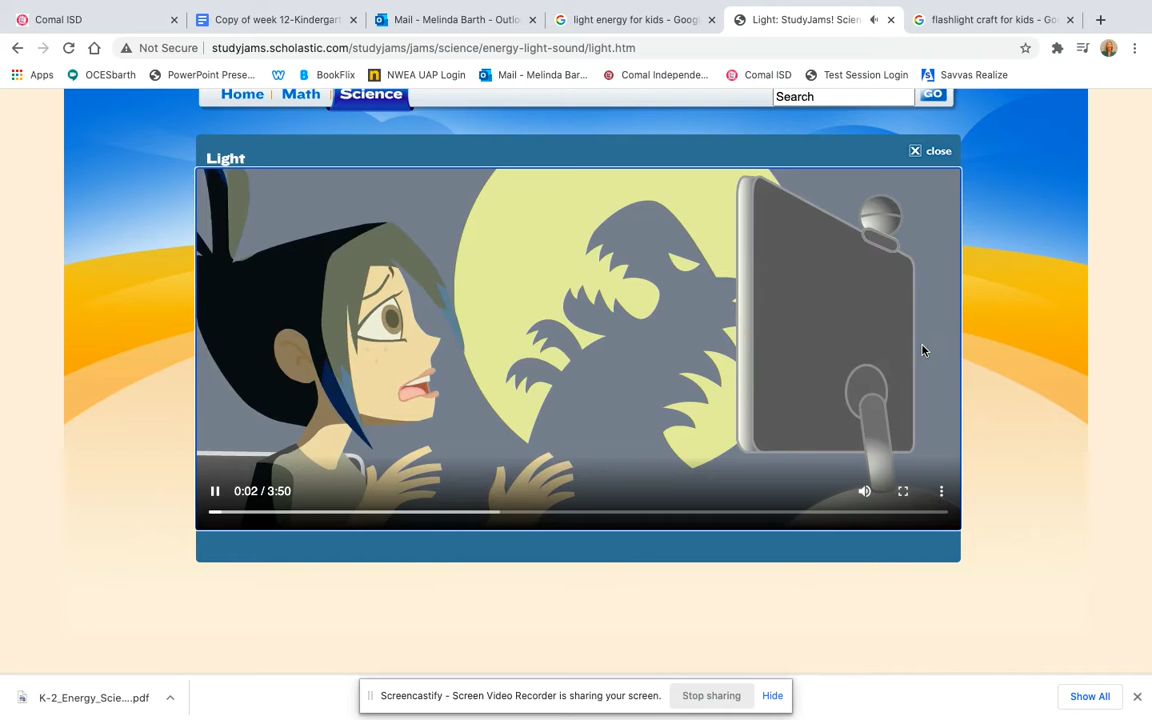 Comal ISD
Copy of week 12-Kindergart
Mail - Melinda Barth - Outlo
light energy for kids - Googl
Light: StudyJams! Scien
flashlight craft for kids - Goo
Not Secure
studyjams.scholastic.com/studyjams/jams/science/energy-light-sound/light.htm
Apps
OCESbarth
PowerPoint Prese...
BookFlix
NWEA UAP Login
Mail - Melinda Bar...
Comal Independe...
Comal ISD
Test Session Login
Savvas Realize
Home
Math
Science
Search
GO
Light
close
0:02 / 3:50
K-2_Energy_Scie....pdf
Screencastify - Screen Video Recorder is sharing your screen.
Stop sharing
Hide
Show All